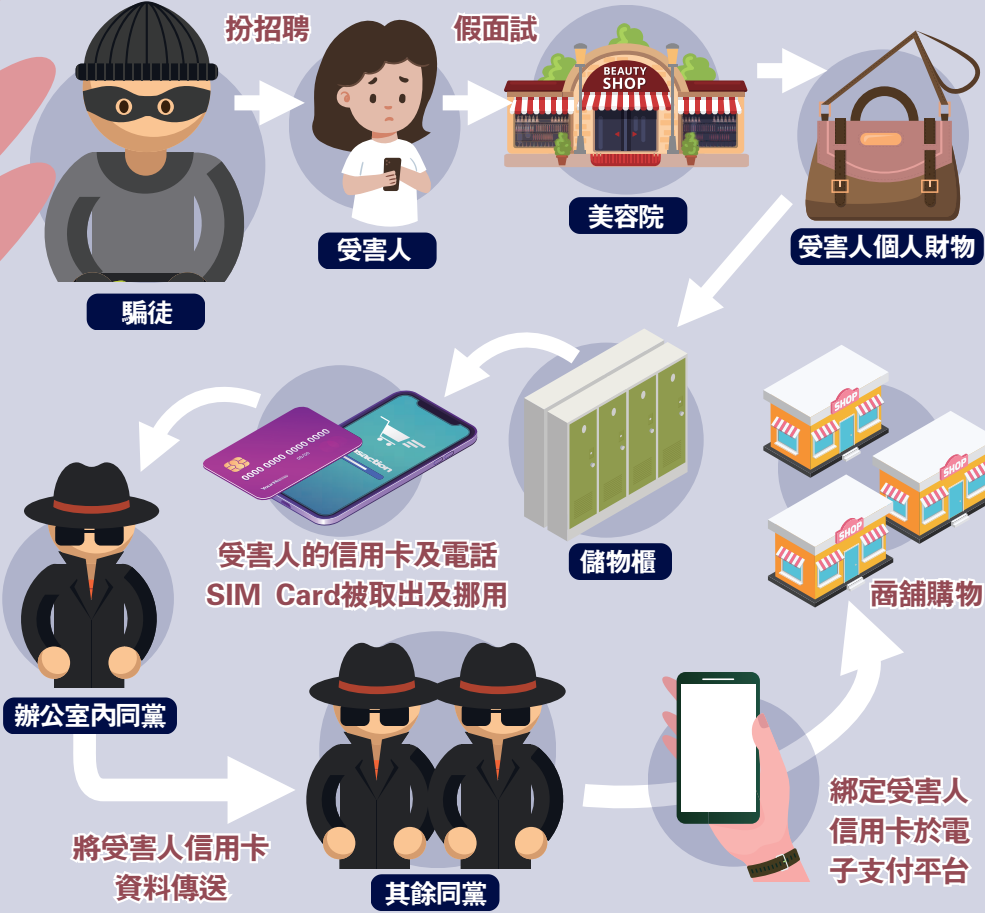 扮招聘
假面試
BEAUTY
SHOP
騙徒
受害人
美容院
受害人個人財物
儲物櫃
0000 0000 0000 0000
受害人的信用卡及電話
SIM Card被取出及挪用
SHOP
SHOP
SHOP
商舖購物
辦公室內同黨
將受害人信用卡
資料傳送
其餘同黨
綁定受害人
信用卡於電
子支付平台